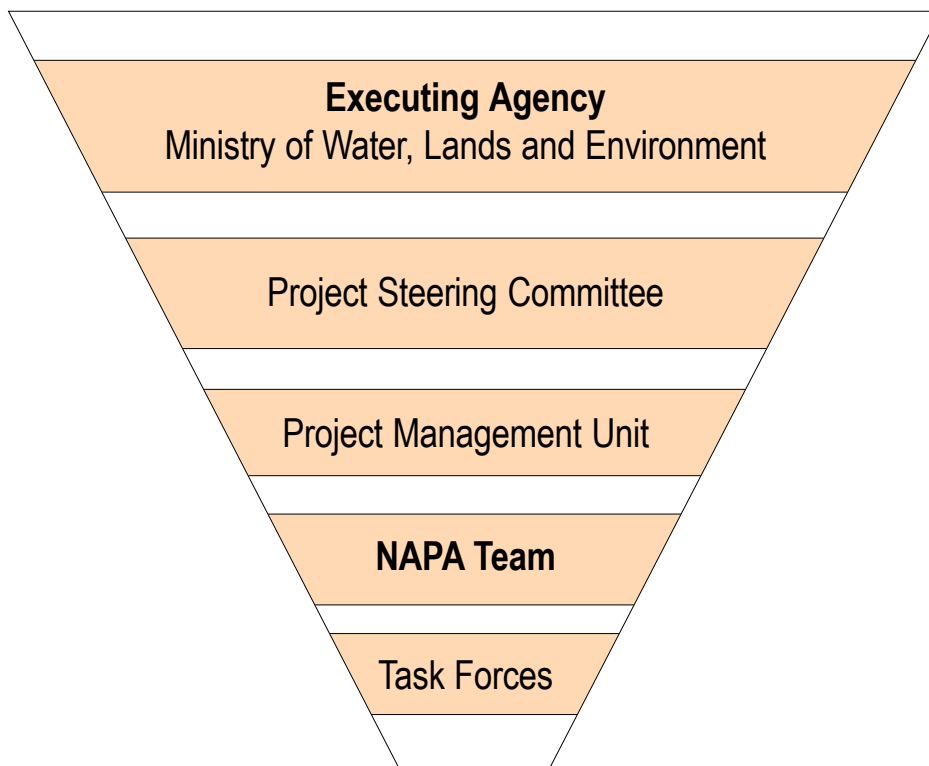 Executing Agency
Ministry of Water, Lands and Environment
Project Steering Committee
Project Management Unit
NAPA Team
Task Forces